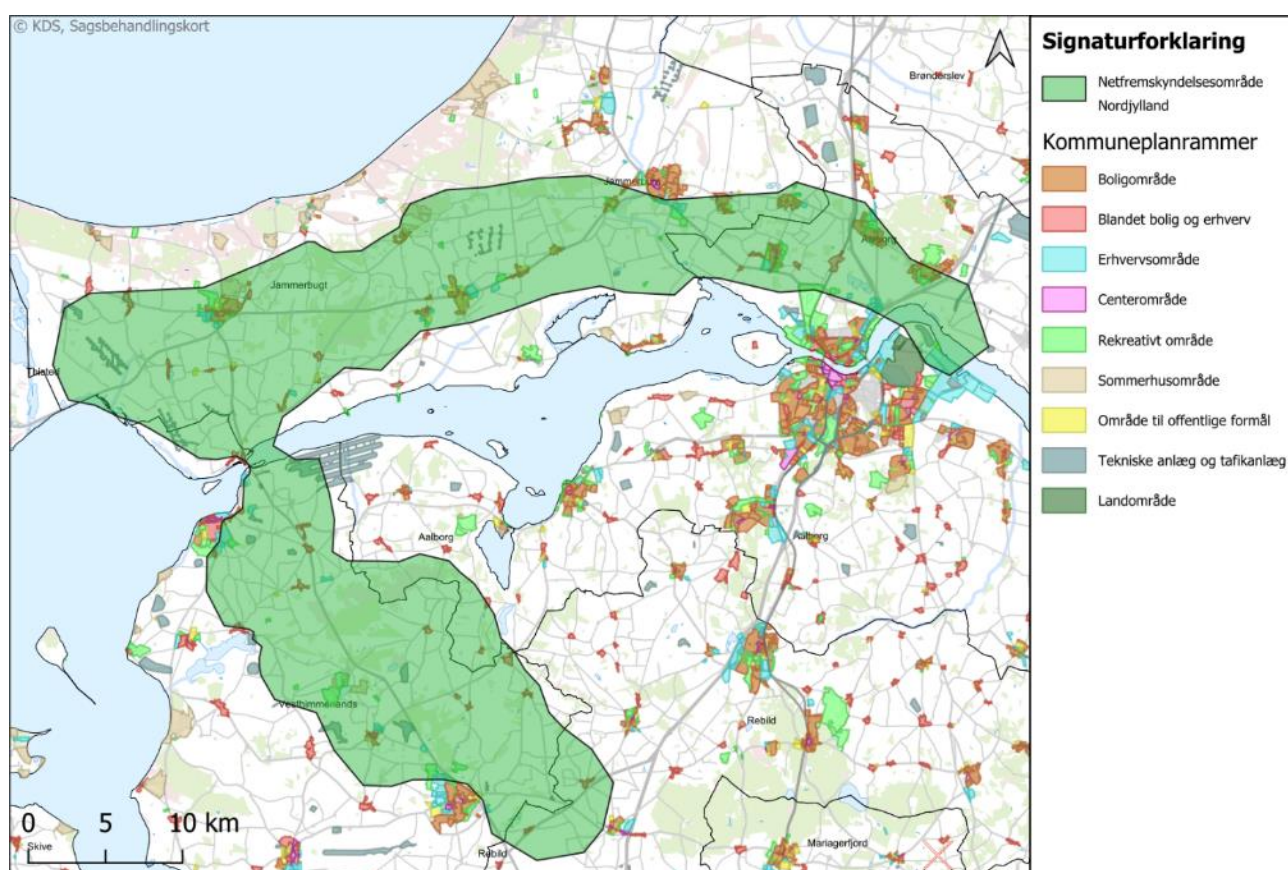 © KDS, Sagsbehandlingskort
Brønderslev
Jammerbugt
Jammerbugt
Thisted
Aalborg
Aalborg
Vesthimmerlands
Rebild
Mariagerfjord
Rebild
Skive
0 5 10 km
Signaturforklaring
Netfremskyndelsesområde
Nordjylland
Kommuneplanrammer
Boligområde
Blandet bolig og erhverv
Erhvervsområde
Centerområde
Rekreativt område
Sommerhusområde
Område til offentlige formål
Tekniske anlæg og tafikanlæg
Landområde